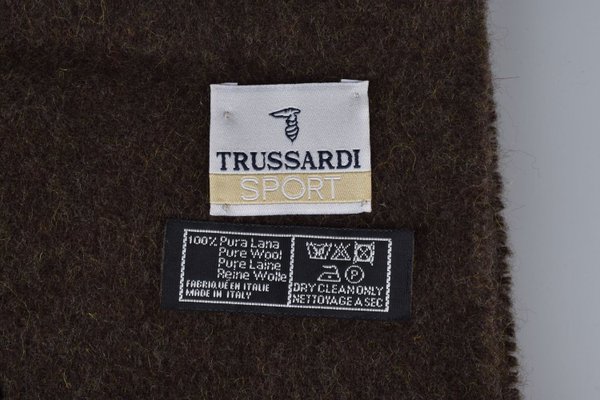 TRUSSARDI
SPORT
100% Pura Lana
Pure Wool
Pure Laine
Reine Wolle
FABRIQUÉ EN ITALIE
MADE IN ITALY
P
DRY CLEAN ONLY
NETTOYAGE A SEC